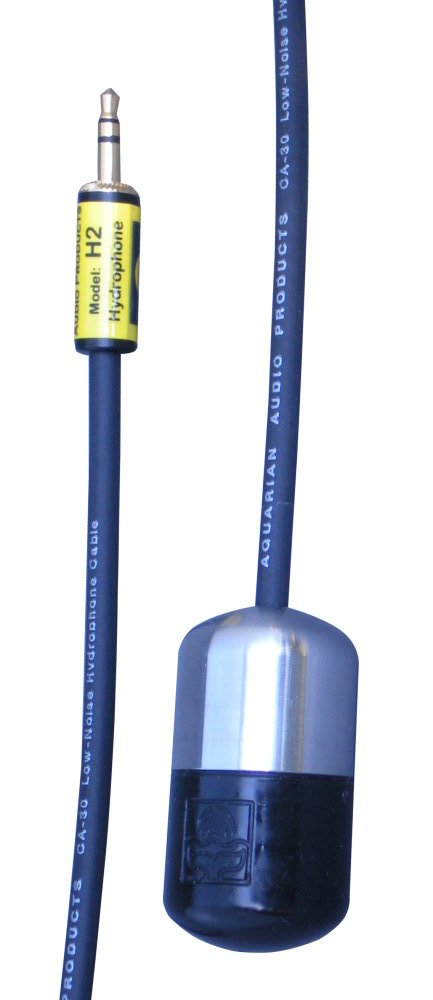 AUDIO PRODUCTS
Model: H2
Hydrophone
CA-30 Low-Noise Hydrophone Cable
PRODUCTS
AQUARIAN AUDIO PRODUCTS CA-30 Low-Noise